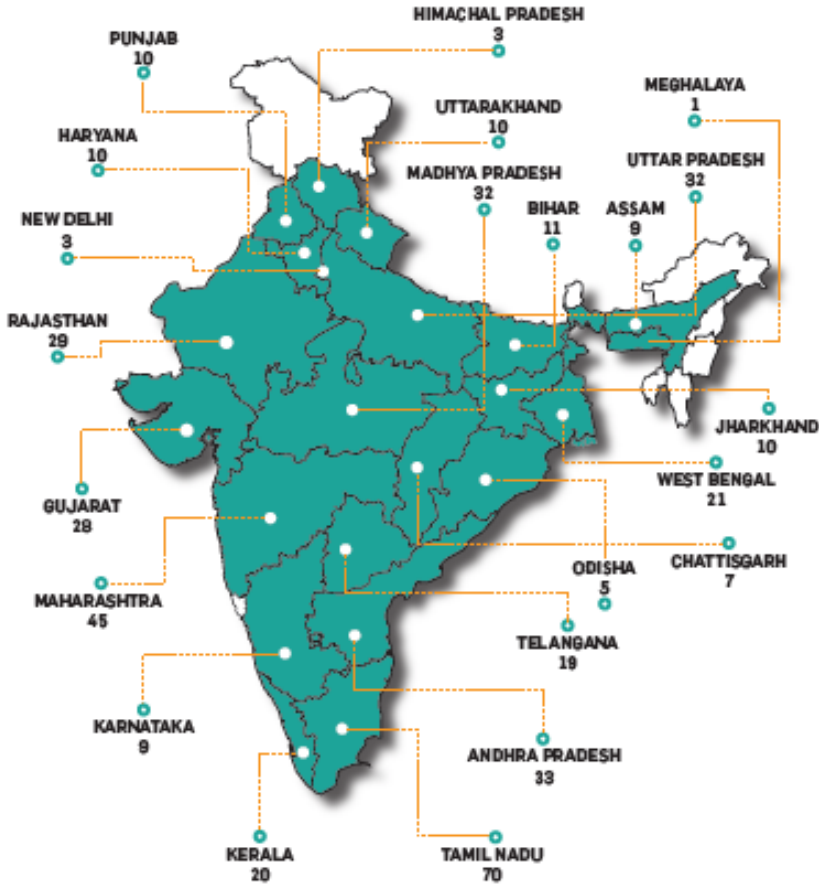 HIMACHAL PRADESH
3
PUNJAB
10
MEGHALAYA
1
UTTARAKHAND
10
HARYANA
10
UTTAR PRADESH
32
MADHYA PRADESH
32
BIHAR
11
ASSAM
9
NEW DELHI
3
RAJASTHAN
29
JHARKHAND
10
WEST BENGAL
21
GUJARAT
28
CHATTISGARH
7
ODISHA
5
MAHARASHTRA
45
TELANGANA
19
KARNATAKA
9
ANDHRA PRADESH
33
KERALA
20
TAMIL NADU
70